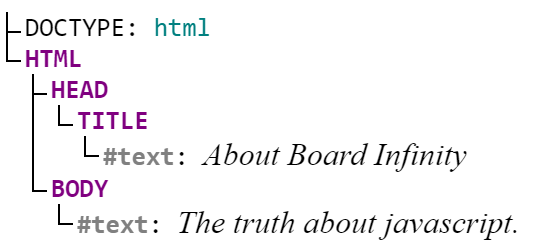 DOCTYPE: html
HTML
HEAD
TITLE
#text: About Board Infinity
BODY
#text: The truth about javascript.